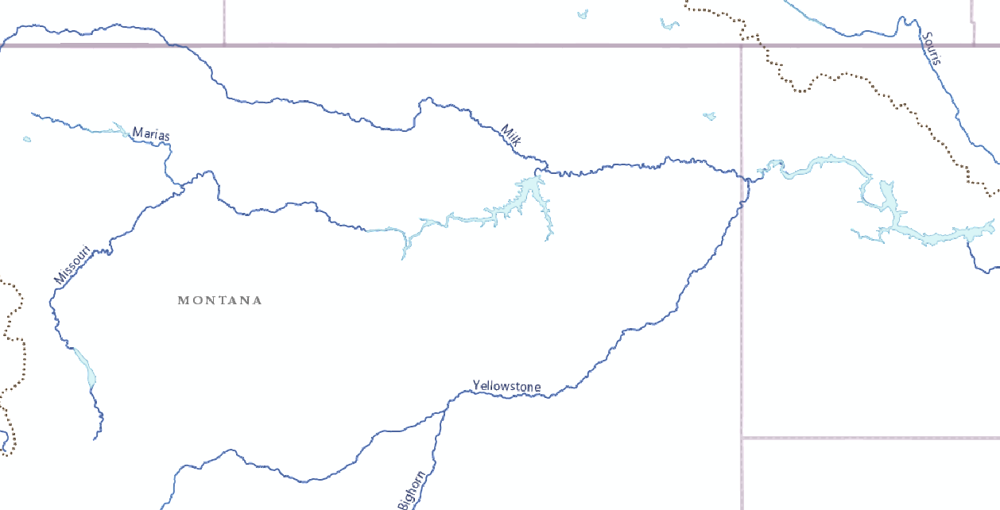 Souris
Marias
Milk
Missouri
MONTANA
Yellowstone
Bighorn